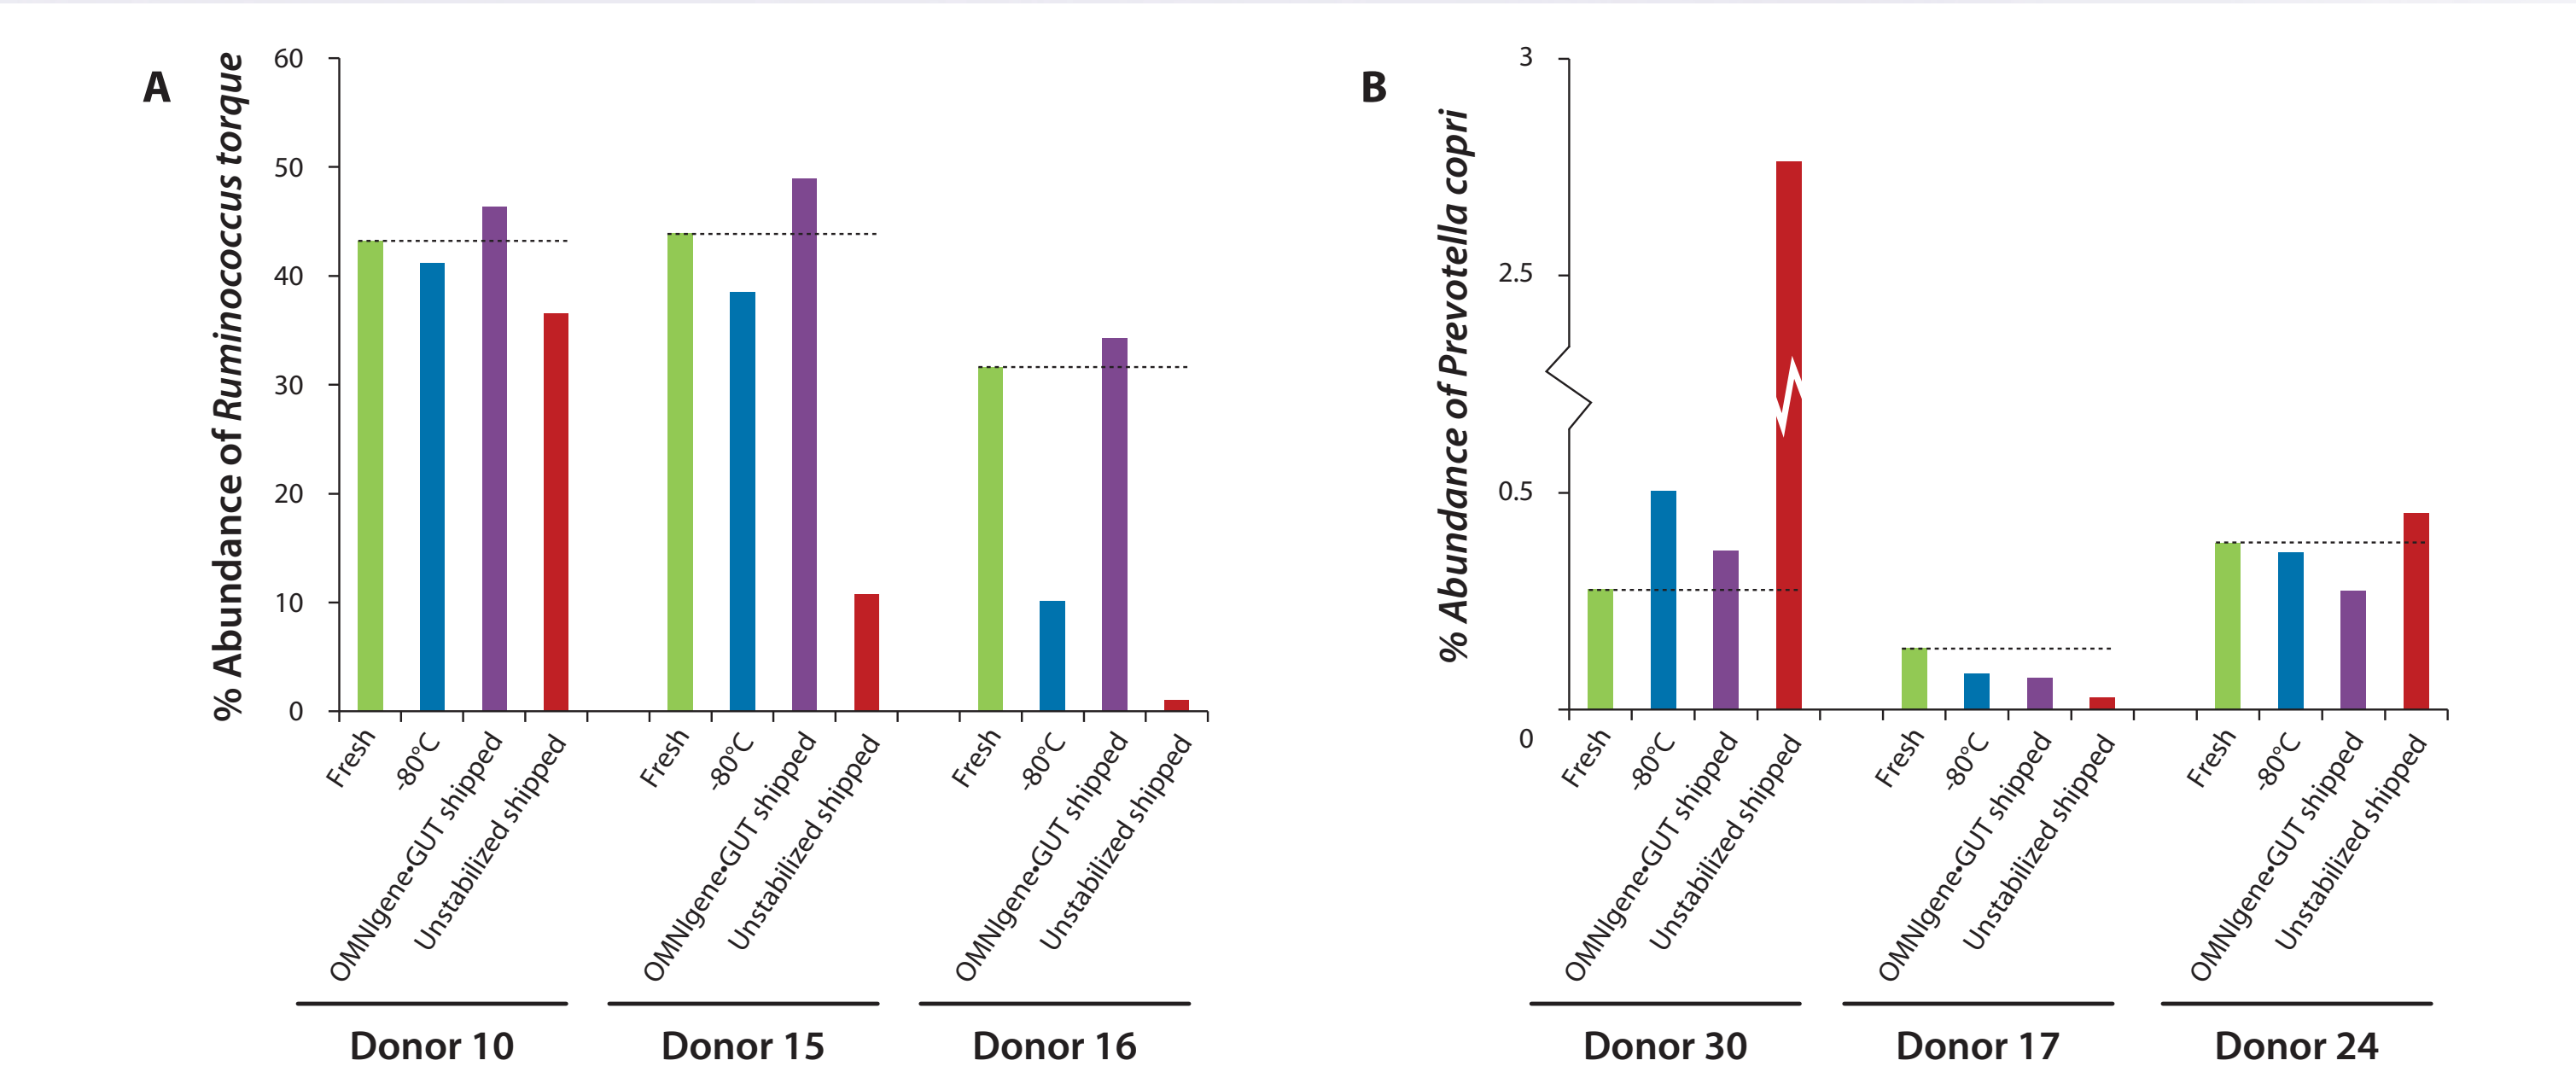 A
% Abundance of Ruminococcus torque
60
50
40
30
20
10
0
Fresh
-80°C
OMNIgene•GUT shipped
Unstabilized shipped
Fresh
-80°C
OMNIgene•GUT shipped
Unstabilized shipped
Fresh
-80°C
OMNIgene•GUT shipped
Unstabilized shipped
Donor 10
Donor 15
Donor 16
B
% Abundance of Prevotella copri
3
2.5
0.5
0
Fresh
-80°C
OMNIgene•GUT shipped
Unstabilized shipped
Fresh
-80°C
OMNIgene•GUT shipped
Unstabilized shipped
Fresh
-80°C
OMNIgene•GUT shipped
Unstabilized shipped
Donor 30
Donor 17
Donor 24